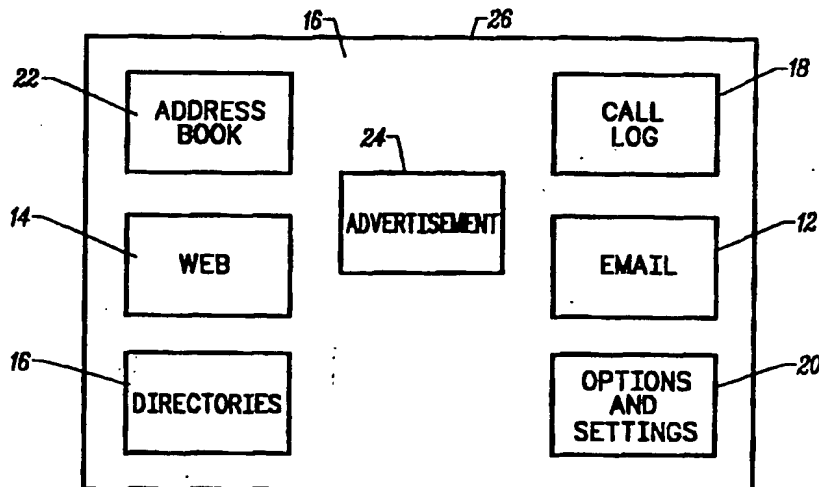 16
26
22
ADDRESS
BOOK
18
CALL
LOG
24
ADVERTISEMENT
14
WEB
12
EMAIL
16
DIRECTORIES
20
OPTIONS
AND
SETTINGS